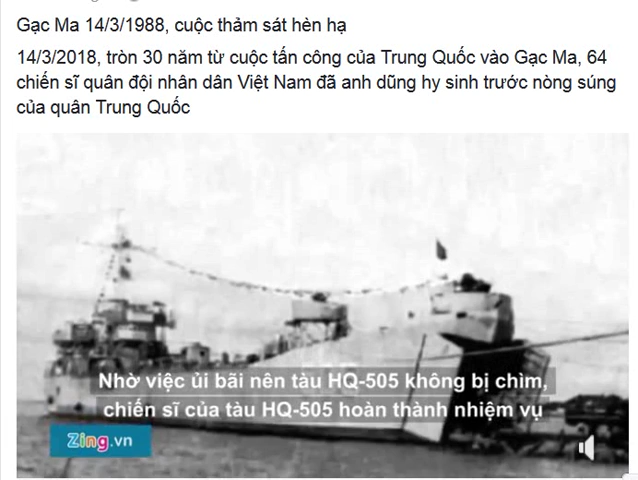 Gạc Ma 14/3/1988, cuộc thảm sát hèn hạ
14/3/2018, tròn 30 năm từ cuộc tấn công của Trung Quốc vào Gạc Ma, 64
chiến sĩ quân đội nhân dân Việt Nam đã anh dũng hy sinh trước nòng súng
của quân Trung Quốc
Nhờ việc ủi bãi nên tàu HQ-505 không bị chìm,
chiến sĩ của tàu HQ-505 hoàn thành nhiệm vụ
Zing.vn